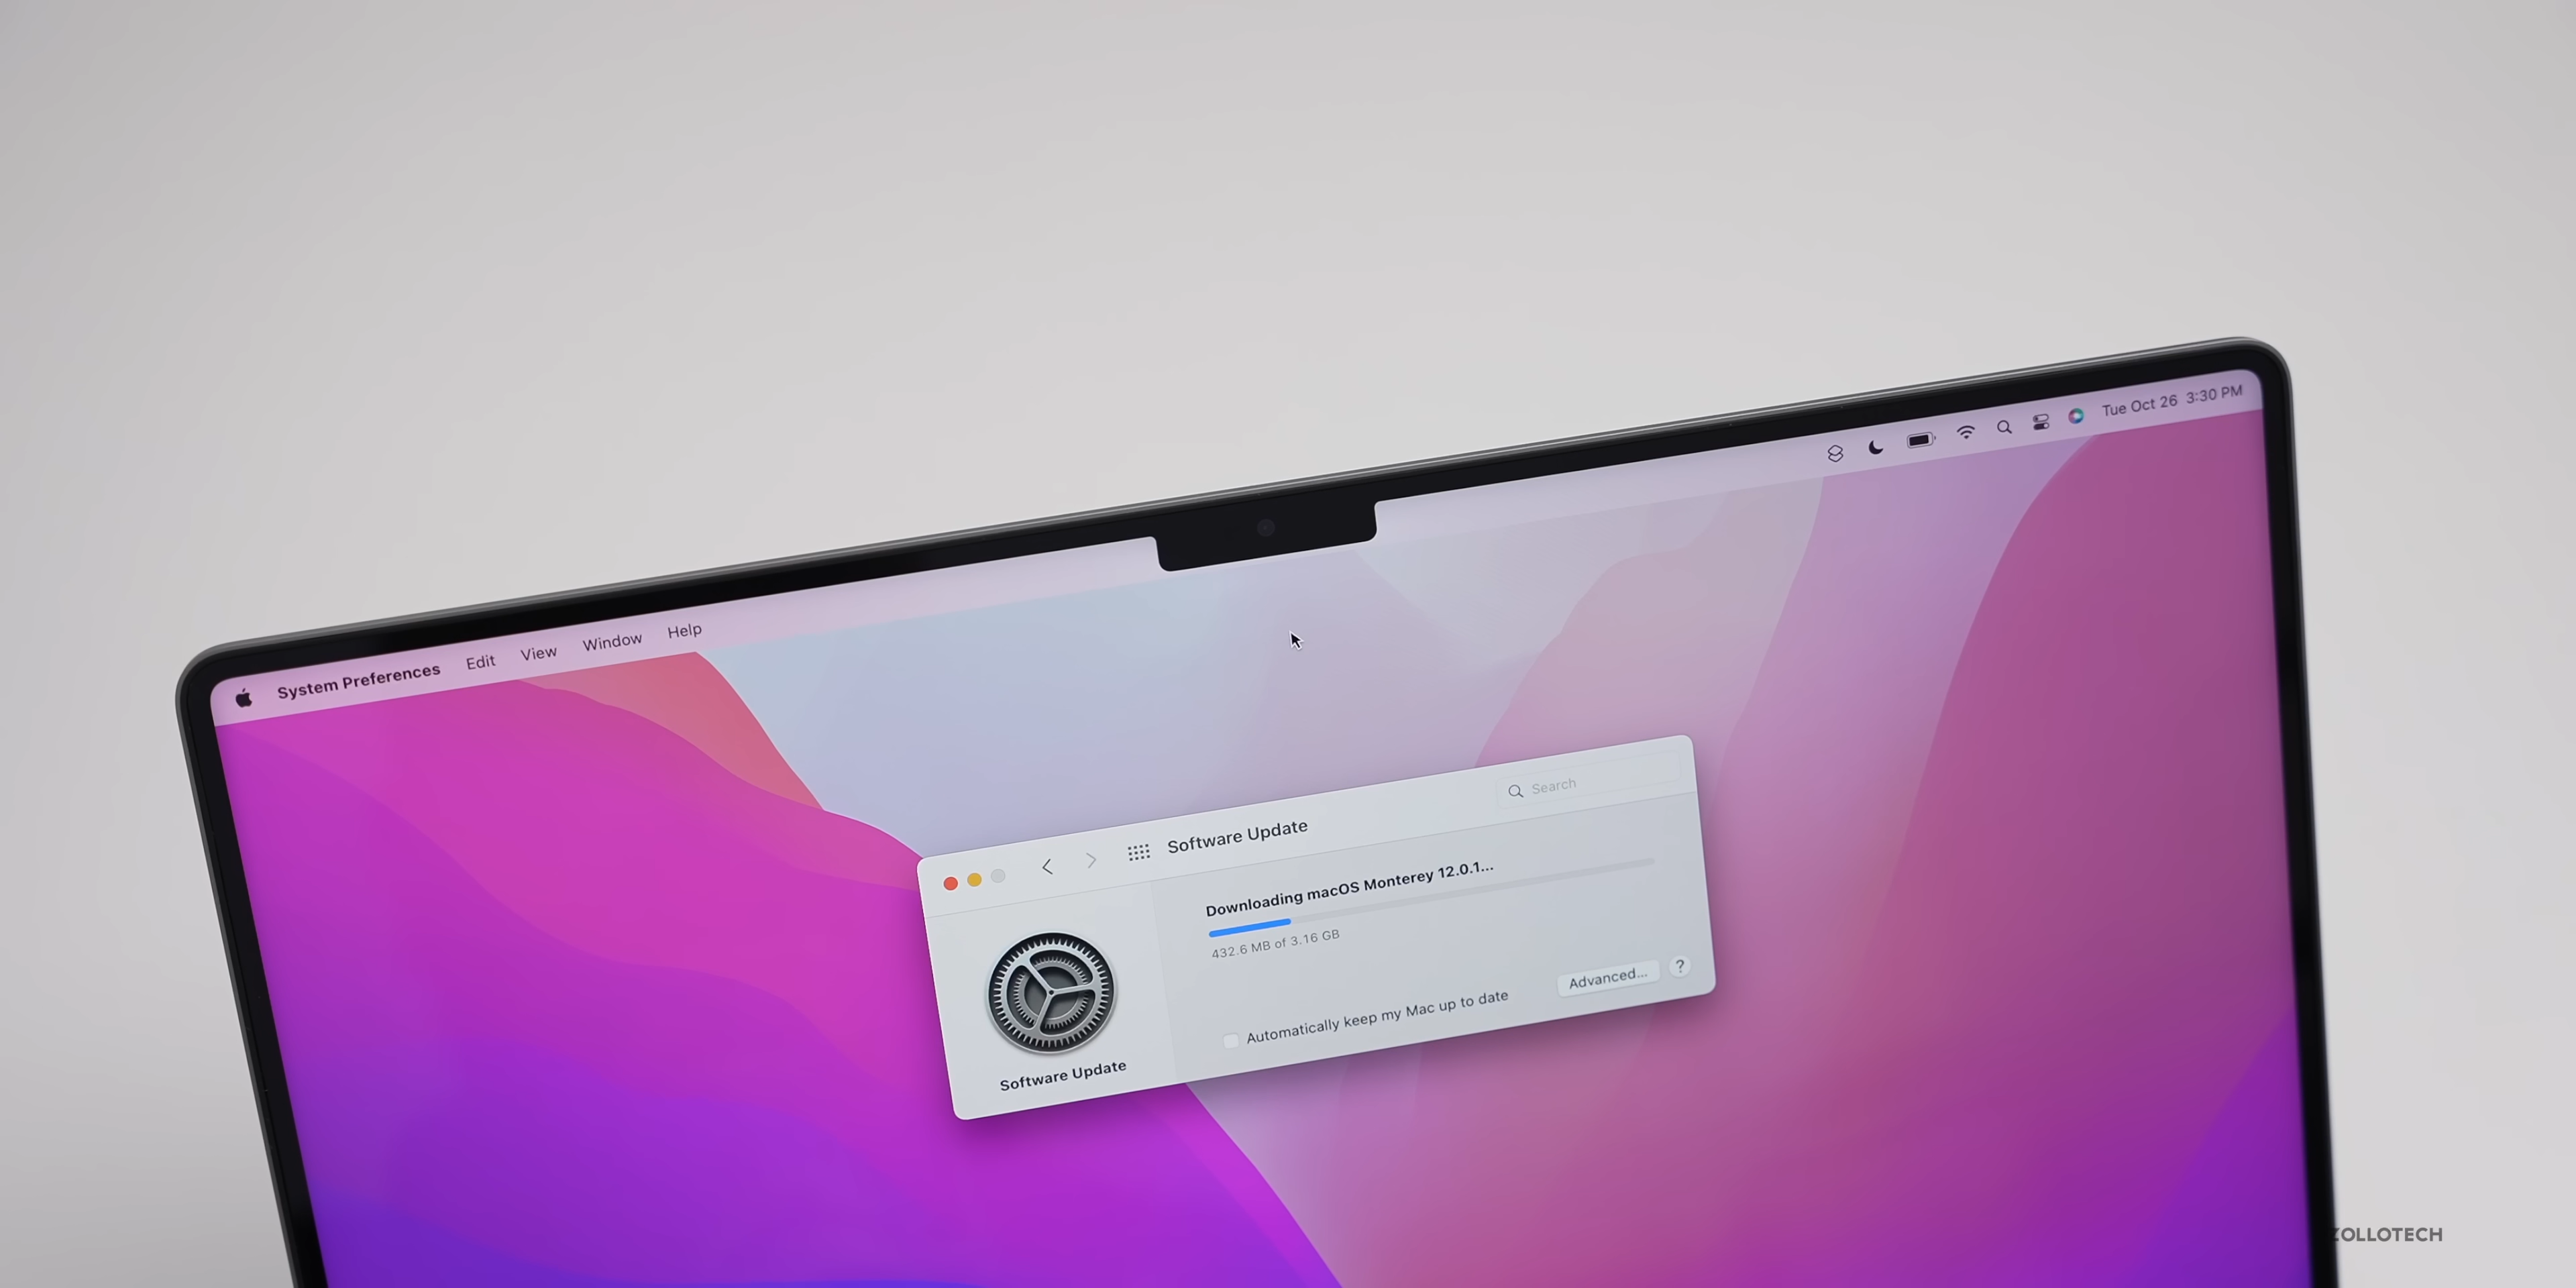 System Preferences Edit View Window Help
Tue Oct 26 3:30 PM
Software Update
Search
Downloading macOS Monterey 12.0.1...
432.6 MB of 3.16 GB
Advanced...
?
Automatically keep my Mac up to date
Software Update
ZOLLOTECH